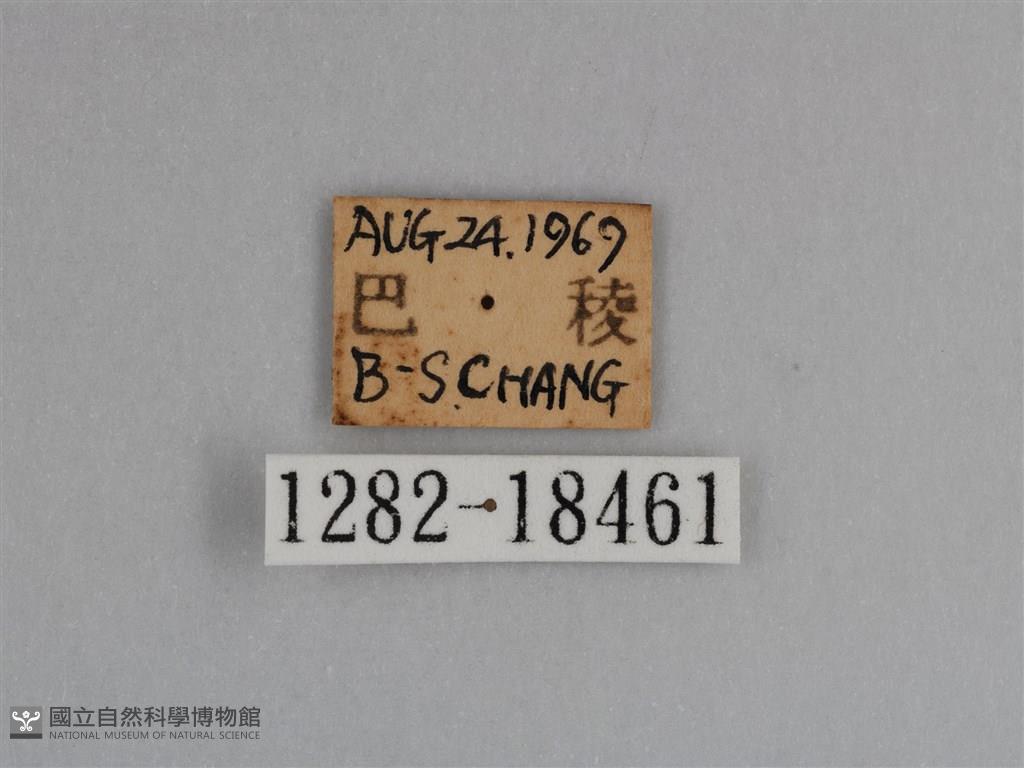 AUG 24.1969
巴 稜
B-S.CHANG
1282-18461
國立自然科學博物館
NATIONAL MUSEUM OF NATURAL SCIENCE